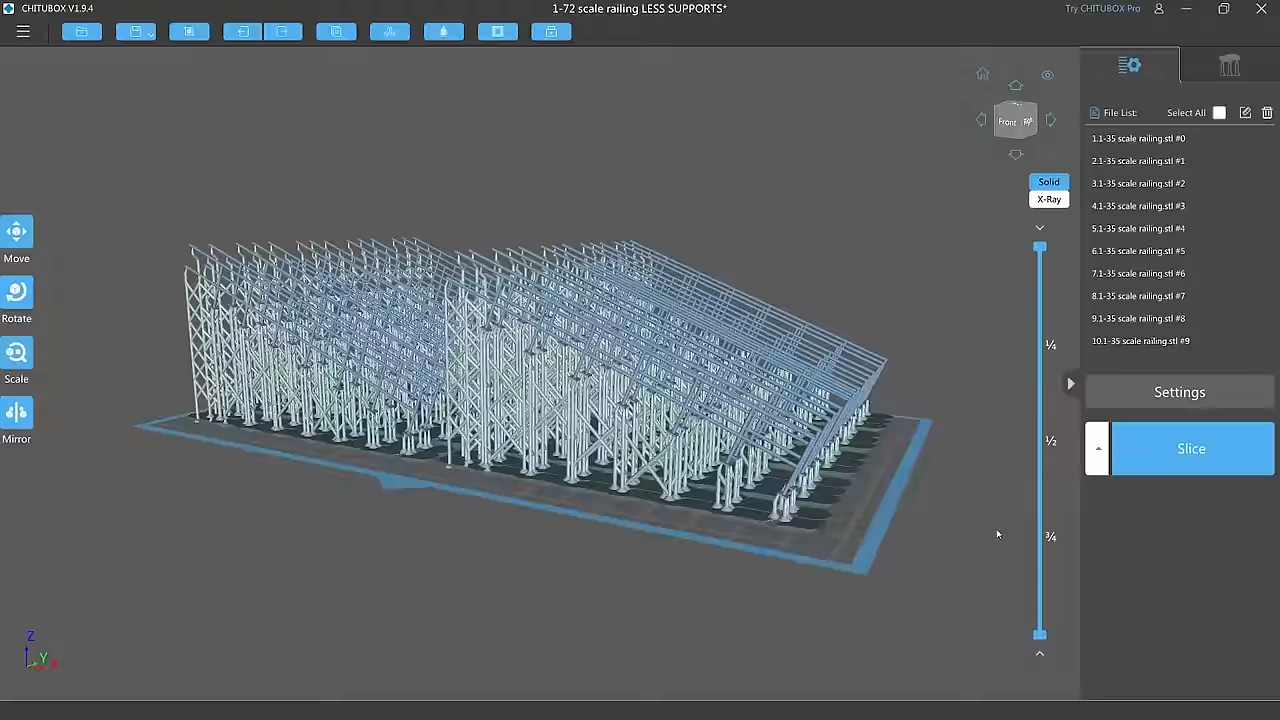 CHITUBOX V1.9.4
1-72 scale railing LESS SUPPORTS*
Try CHITUBOX Pro
File List:
Select All
1.1-35 scale railing.stl #0
2.1-35 scale railing.stl #1
3.1-35 scale railing.stl #2
4.1-35 scale railing.stl #3
5.1-35 scale railing.stl #4
6.1-35 scale railing.stl #5
7.1-35 scale railing.stl #6
8.1-35 scale railing.stl #7
9.1-35 scale railing.stl #8
10.1-35 scale railing.stl #9
Settings
Slice
Front
Solid
X-Ray
¼
½
¾
Move
Rotate
Scale
Mirror
Z
Y